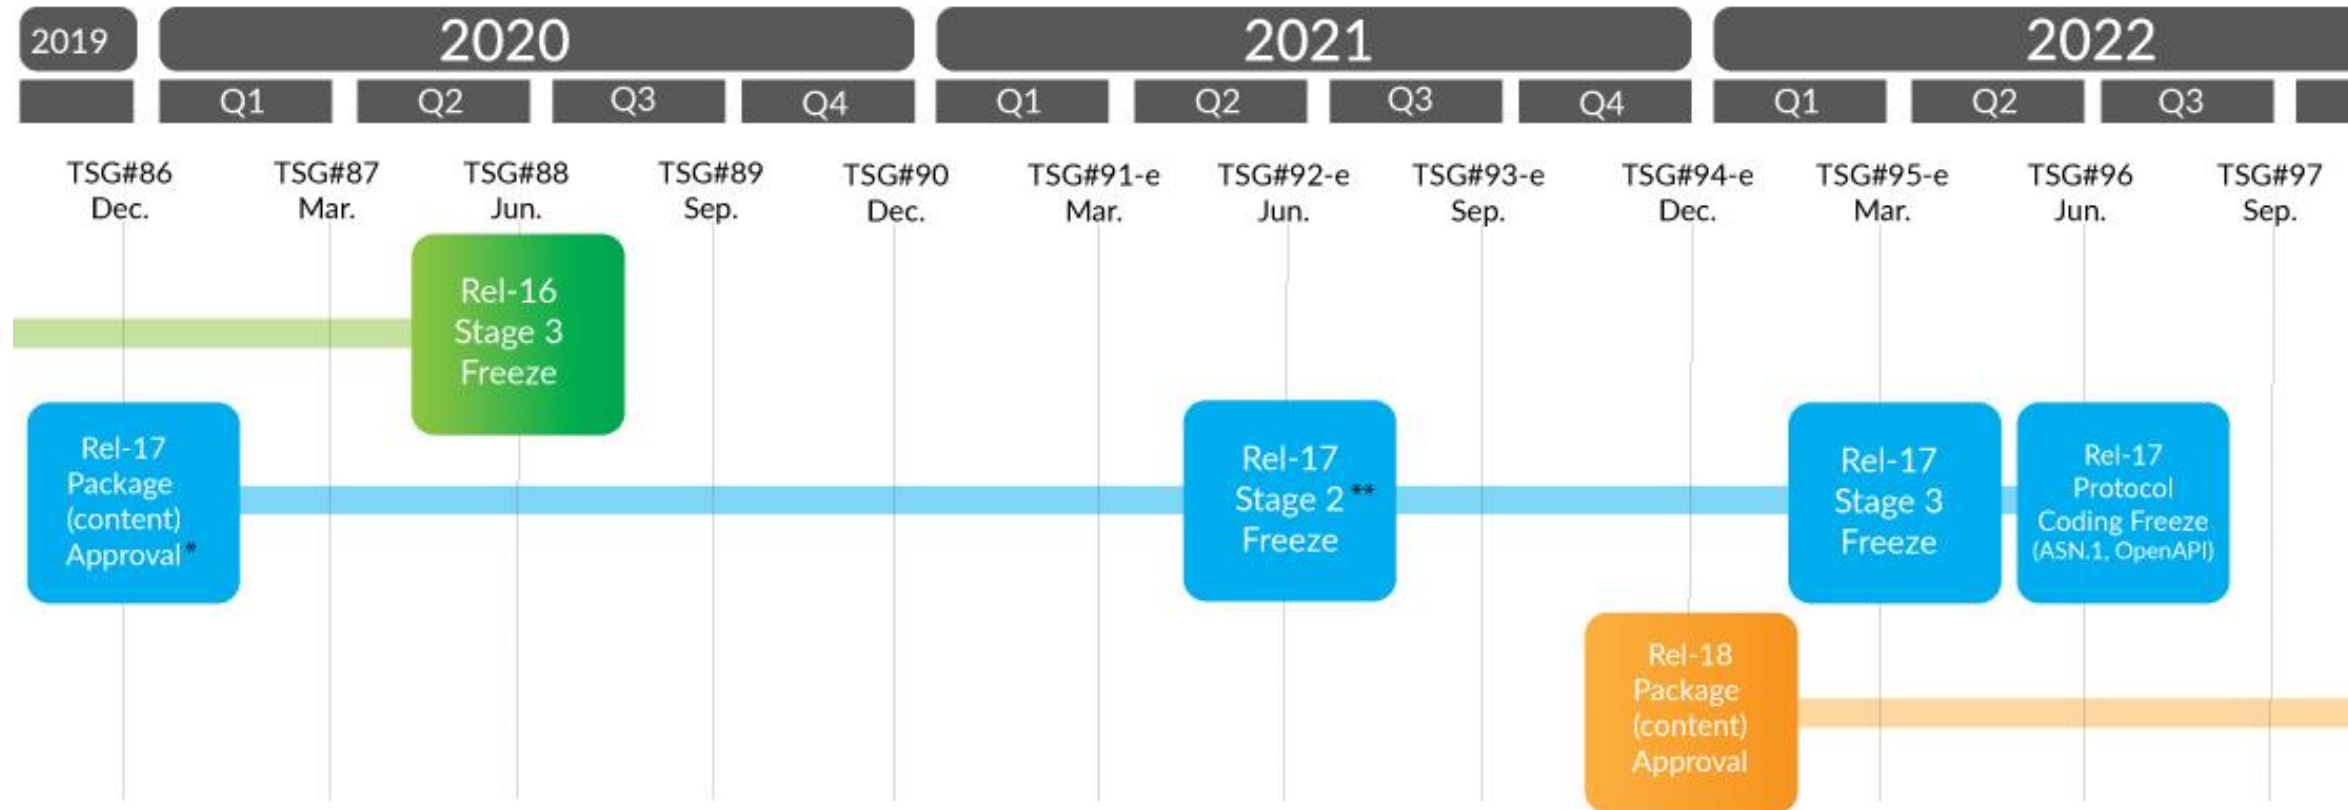 2019
2020
2021
2022
Q1
Q2
Q3
Q4
Q1
Q2
Q3
Q4
Q1
Q2
Q3
TSG#86
Dec.
TSG#87
Mar.
TSG#88
Jun.
TSG#89
Sep.
TSG#90
Dec.
TSG#91-e
Mar.
TSG#92-e
Jun.
TSG#93-e
Sep.
TSG#94-e
Dec.
TSG#95-e
Mar.
TSG#96
Jun.
TSG#97
Sep.
Rel-16
Stage 3
Freeze
Rel-17
Package
(content)
Approval*
Rel-17
Stage 2**
Freeze
Rel-17
Stage 3
Freeze
Rel-17
Protocol
Coding Freeze
(ASN.1, OpenAPI)
Rel-18
Package
(content)
Approval